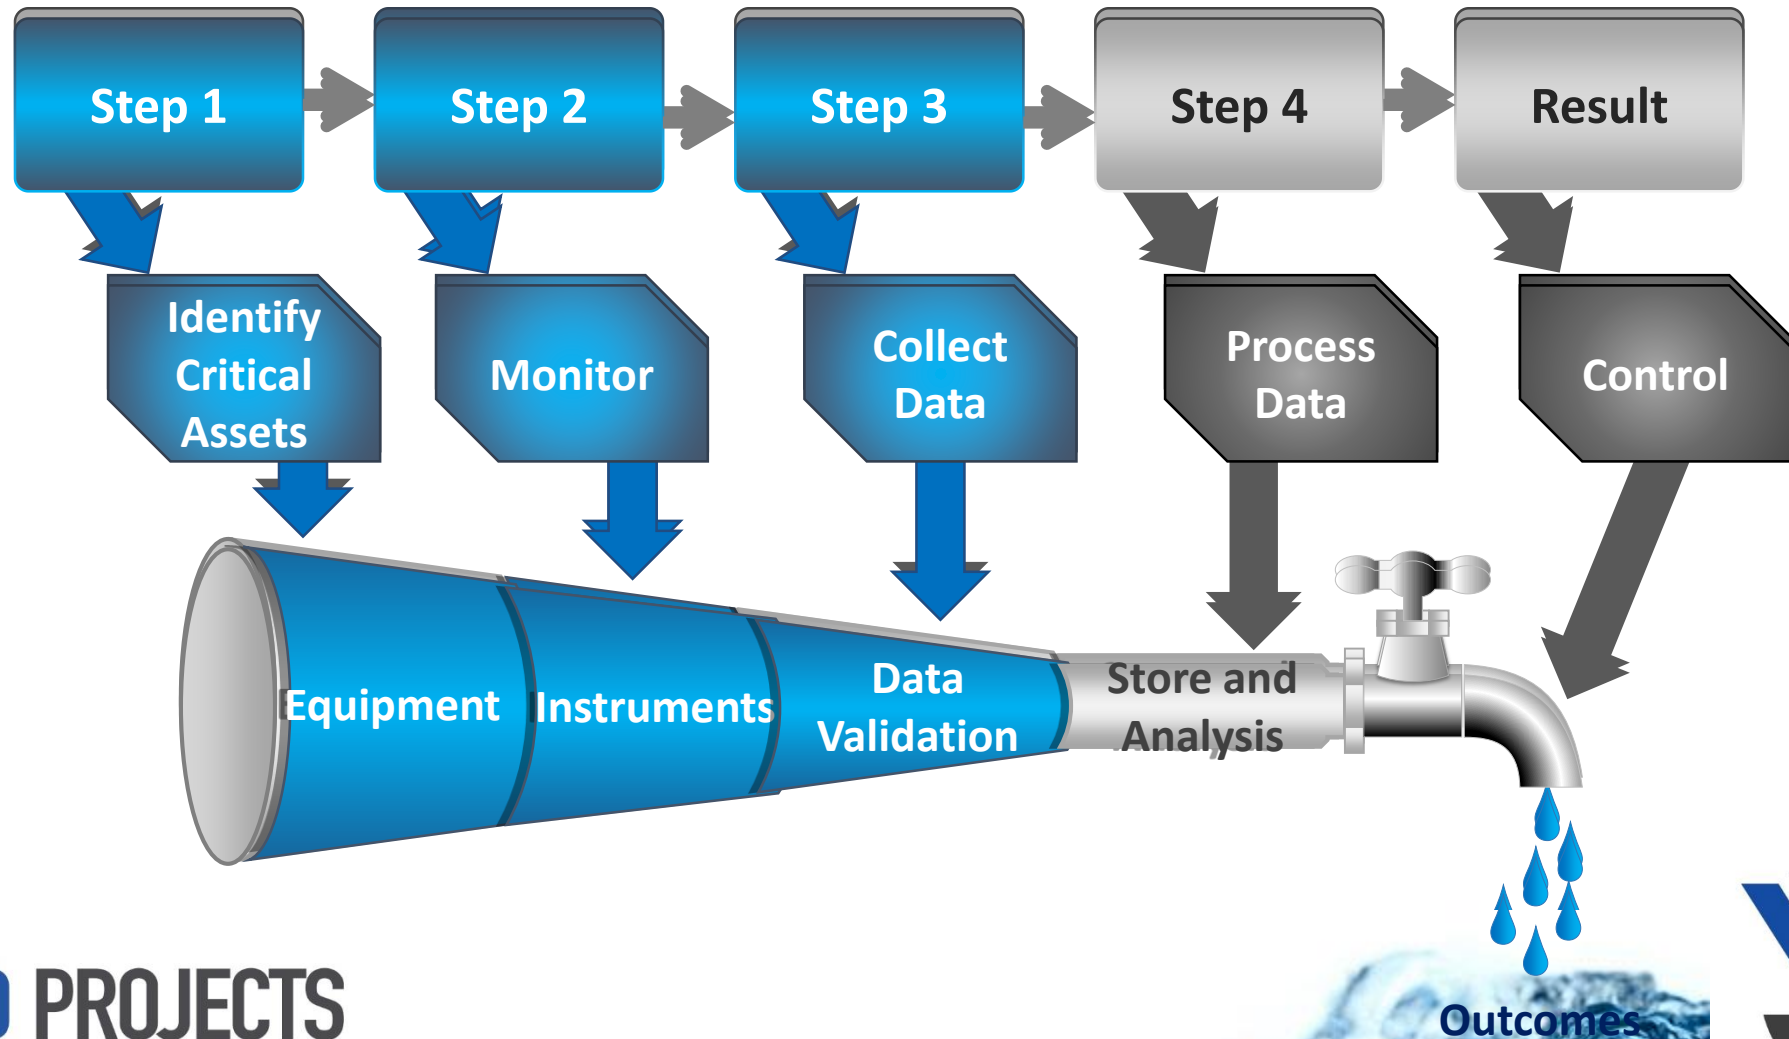 Step 1
Step 2
Step 3
Step 4
Result
Identify
Critical
Assets
Monitor
Collect
Data
Process
Data
Control
Equipment
Instruments
Data
Validation
Store and
Analysis
PROJECTS
Outcomes